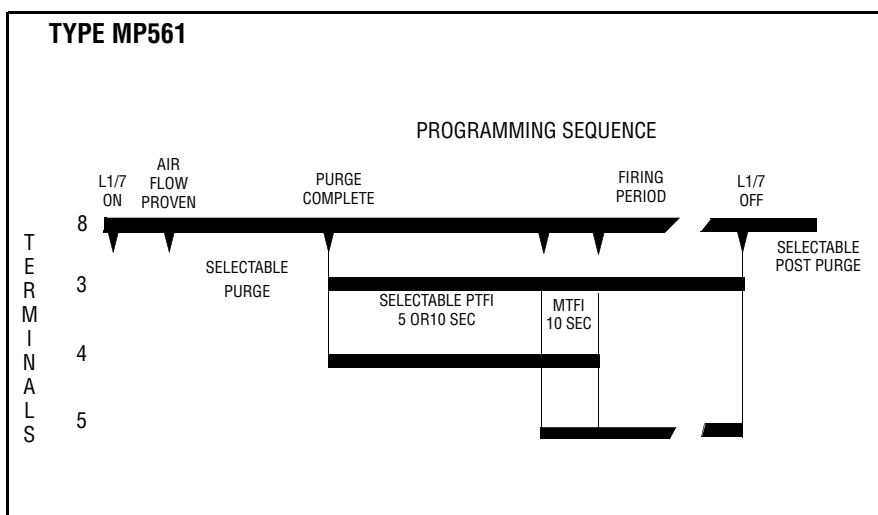 TYPE MP561
PROGRAMMING SEQUENCE
L1/7
ON
AIR
FLOW
PROVEN
PURGE
COMPLETE
FIRING
PERIOD
L1/7
OFF
TERMINALS
8
SELECTABLE
PURGE
SELECTABLE
POST PURGE
3
SELECTABLE PTFI
5 OR10 SEC
MTFI
10 SEC
4
5